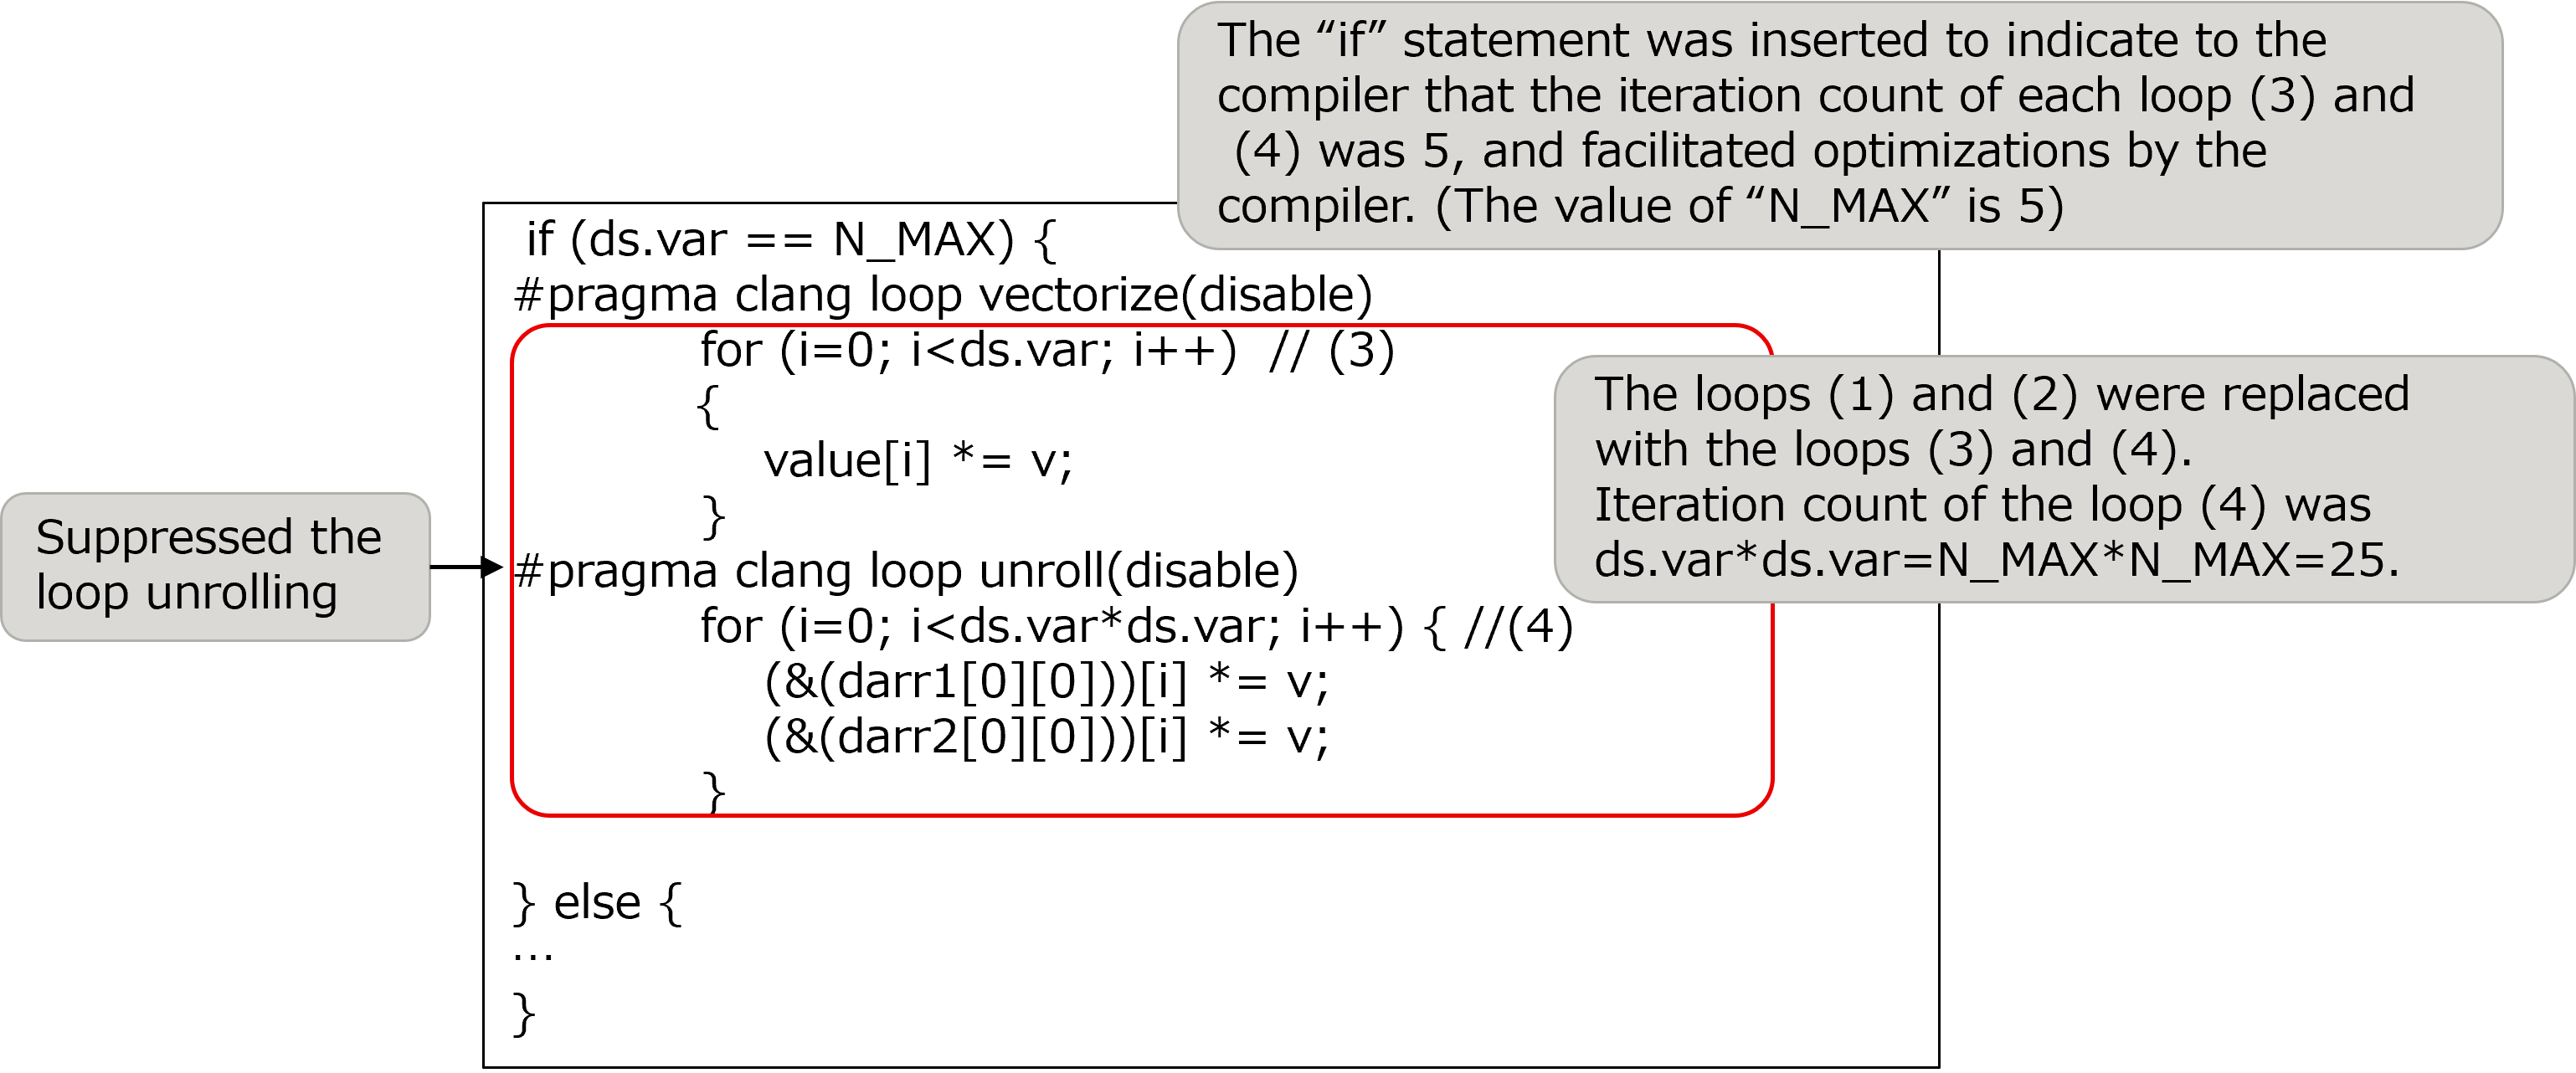 The “if” statement was inserted to indicate to the
compiler that the iteration count of each loop (3) and
(4) was 5, and facilitated optimizations by the
compiler. (The value of “N_MAX” is 5)
if (ds.var == N_MAX) {
#pragma clang loop vectorize(disable)
for (i=0; i<ds.var; i++)  // (3)
{
value[i] *= v;
}
#pragma clang loop unroll(disable)
for (i=0; i<ds.var*ds.var; i++) { //(4)
(&(darr1[0][0]))[i] *= v;
(&(darr2[0][0]))[i] *= v;
}
} else {
...
}
The loops (1) and (2) were replaced
with the loops (3) and (4).
Iteration count of the loop (4) was
ds.var*ds.var=N_MAX*N_MAX=25.
Suppressed the
loop unrolling